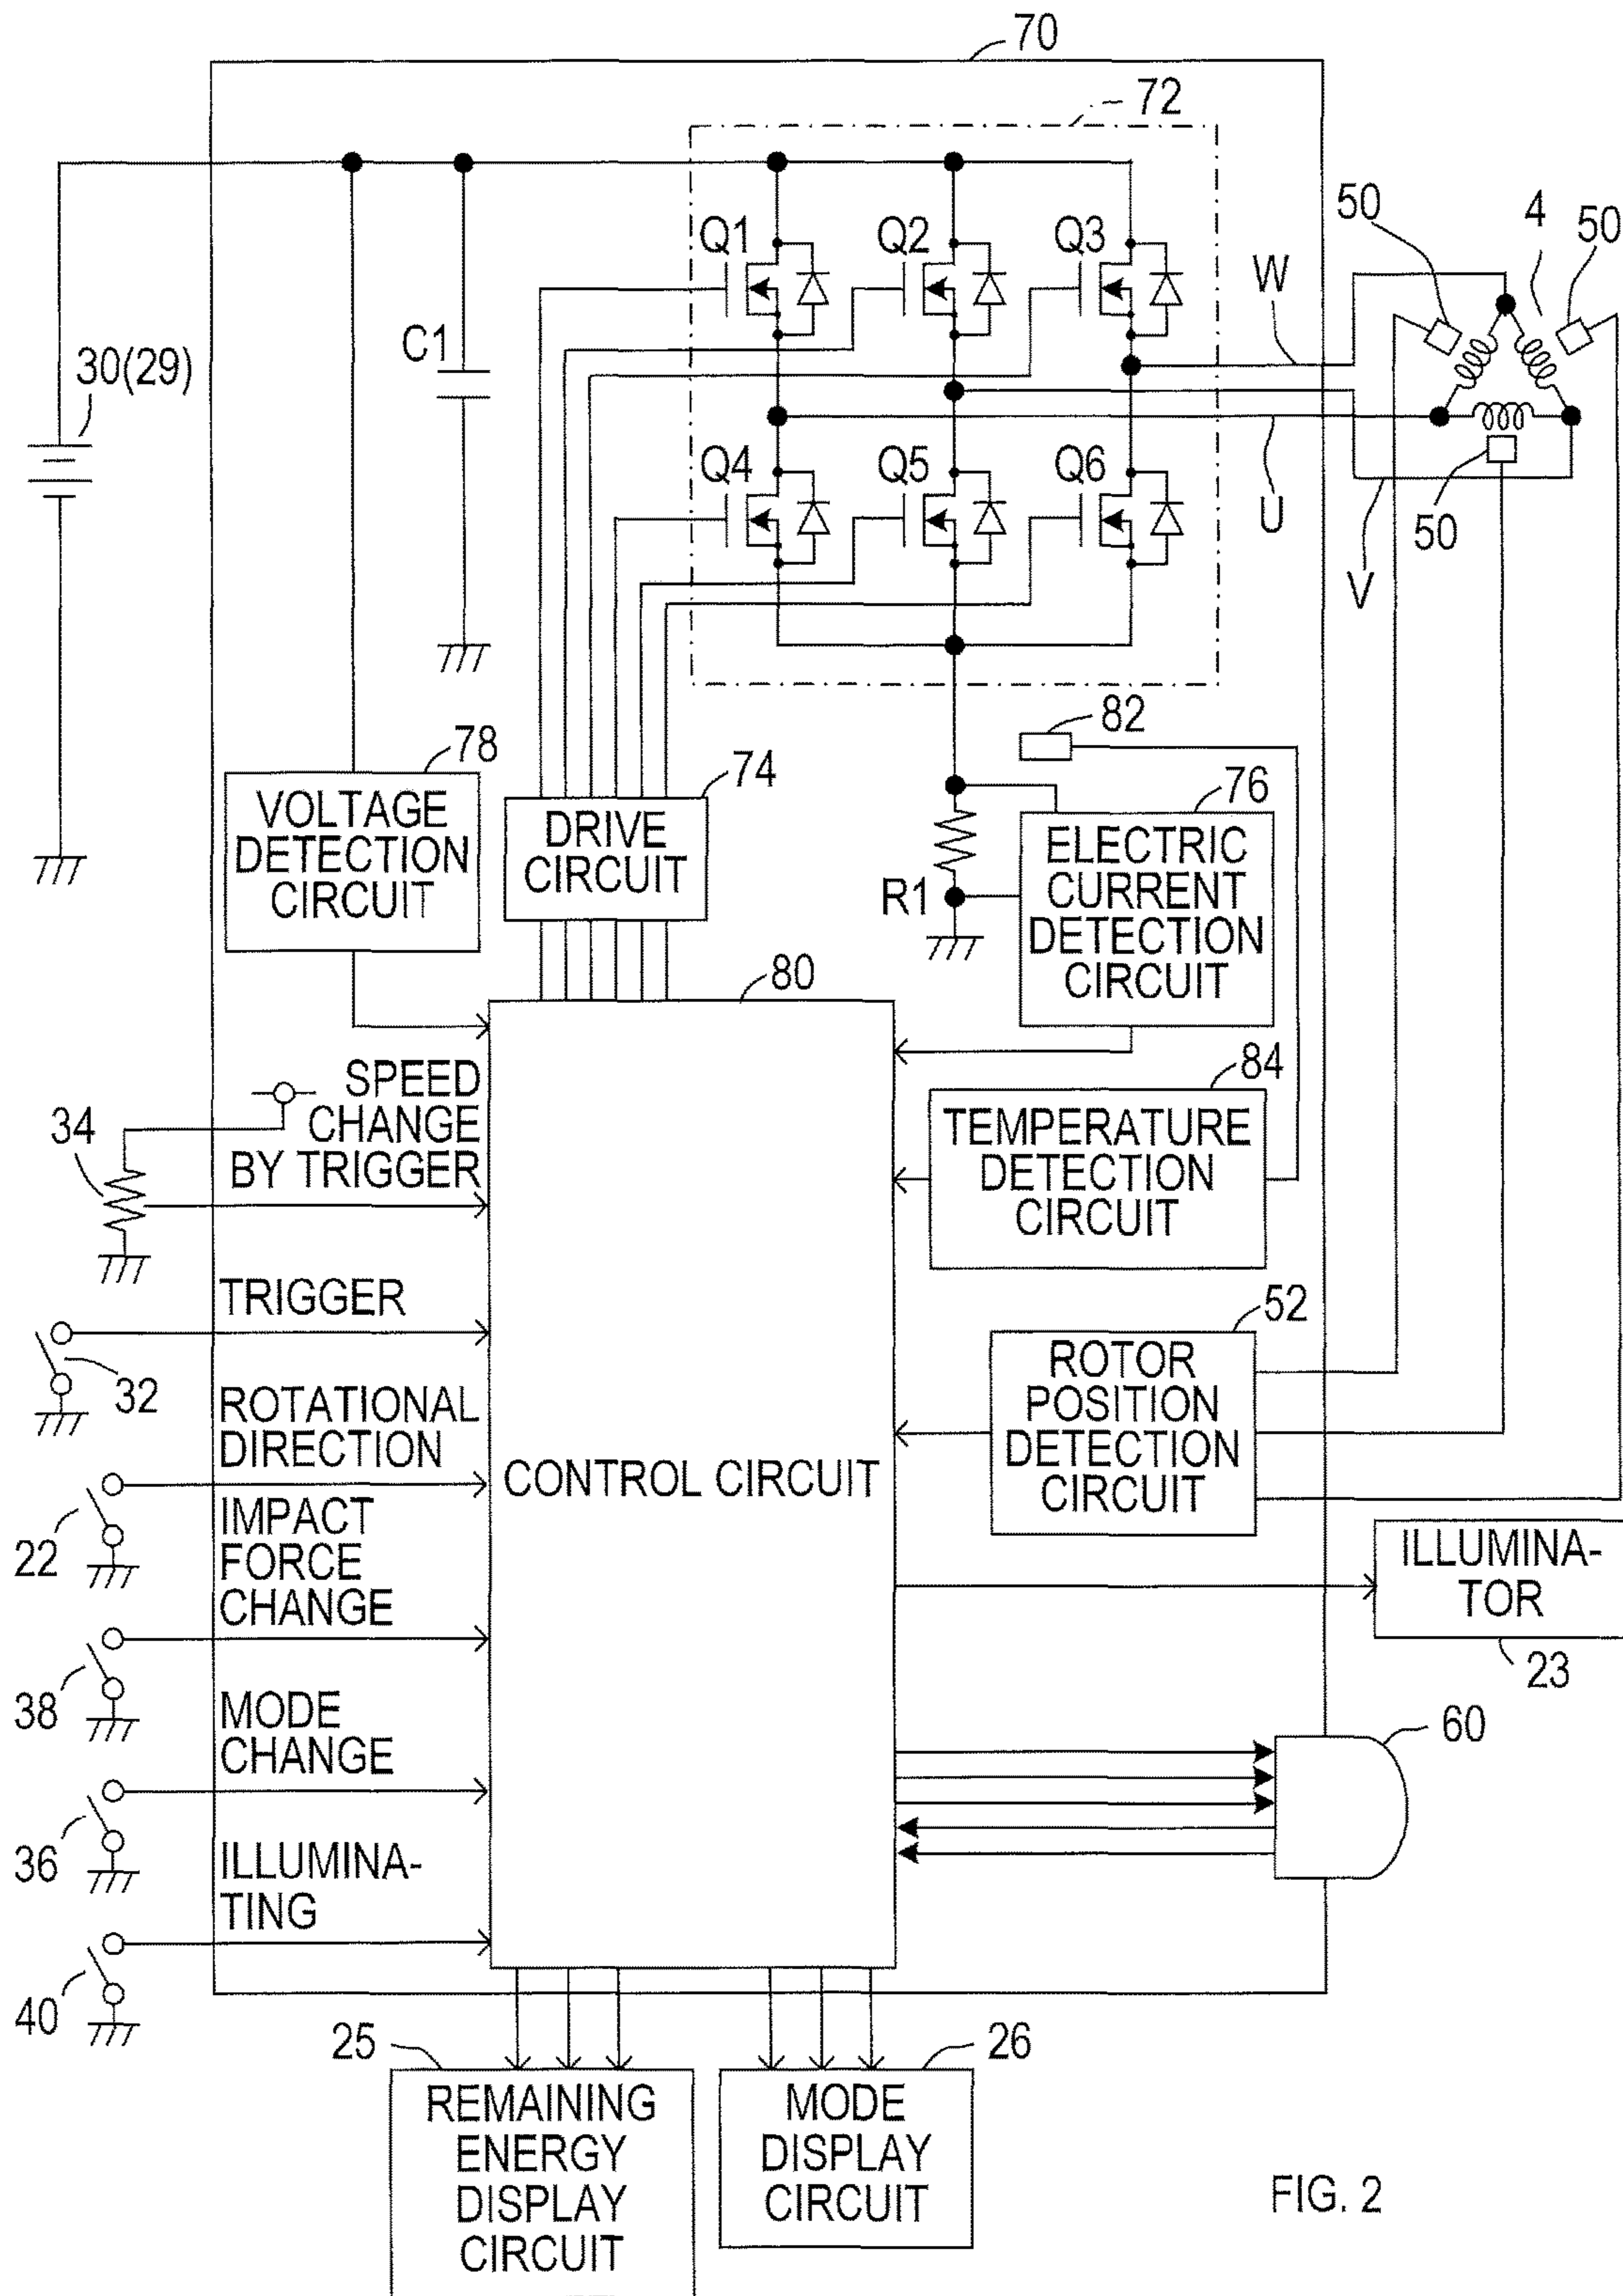 70
72
50
4
50
Q1
Q2
Q3
W
C1
30(29)
Q4
Q5
Q6
U
50
V
82
78
74
76
VOLTAGE
DETECTION
CIRCUIT
DRIVE
CIRCUIT
ELECTRIC
CURRENT
DETECTION
CIRCUIT
R1
80
84
SPEED
CHANGE
BY TRIGGER
34
TEMPERATURE
DETECTION
CIRCUIT
TRIGGER
32
52
ROTOR
POSITION
DETECTION
CIRCUIT
ROTATIONAL
DIRECTION
CONTROL CIRCUIT
22
IMPACT
FORCE
CHANGE
ILLUMINA-
TOR
23
38
MODE
CHANGE
60
36
ILLUMINA-
TING
40
25
26
REMAINING
ENERGY
DISPLAY
CIRCUIT
MODE
DISPLAY
CIRCUIT
FIG. 2